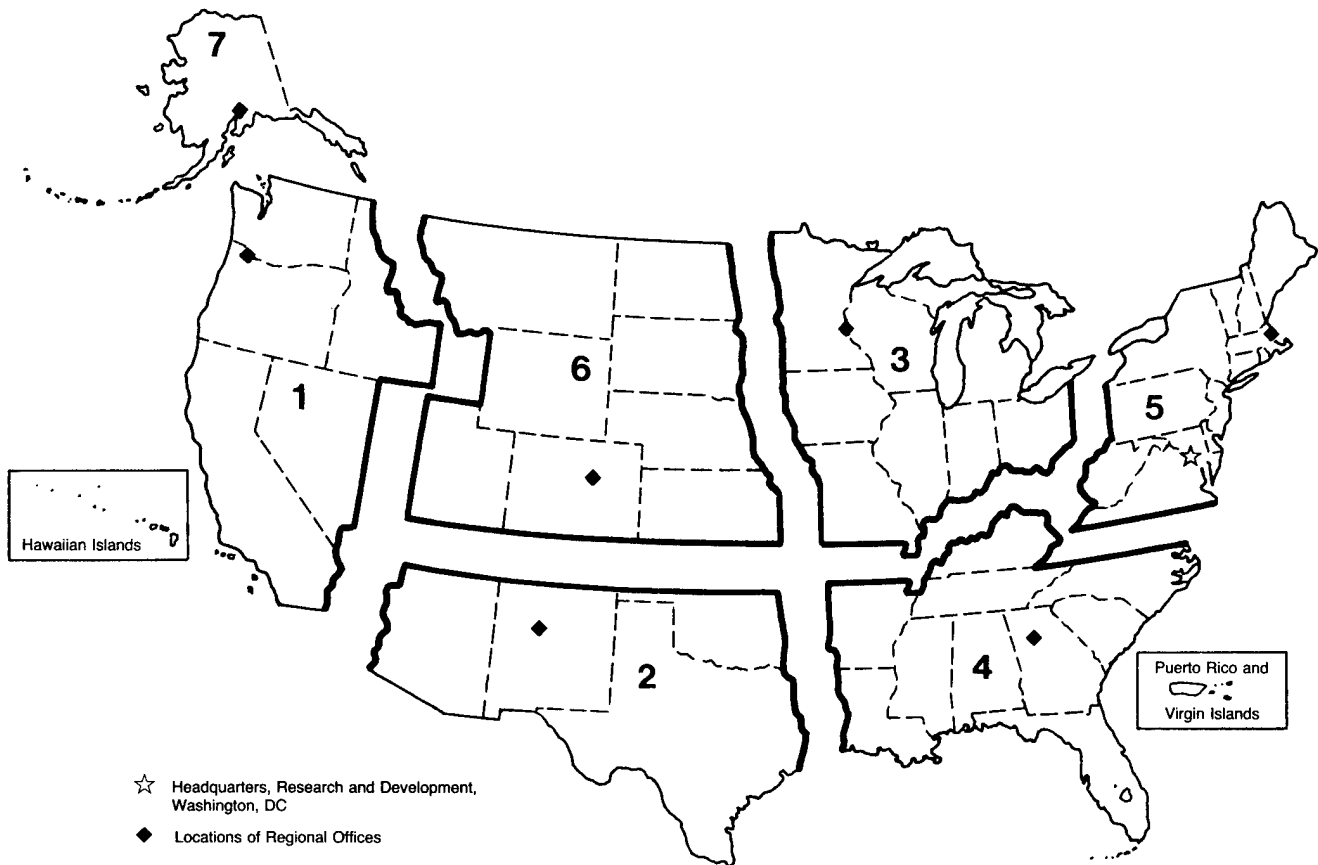 7
6
3
1
5
Hawaiian Islands
4
2
Puerto Rico and
Virgin Islands
Headquarters, Research and Development,
Washington, DC
Locations of Regional Offices